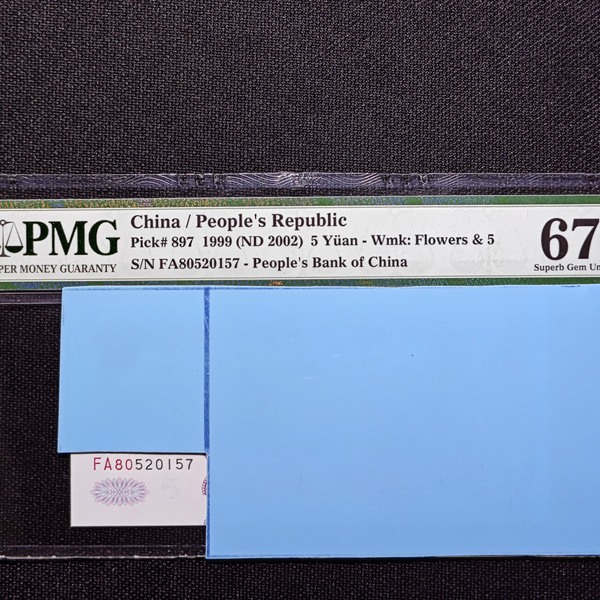 PMG
PER MONEY GUARANTY
China / People's Republic
Pick# 897 1999 (ND 2002) 5 Yüan - Wmk: Flowers & 5
S/N FA80520157 - People's Bank of China
67
Superb Gem Un
FA80520157